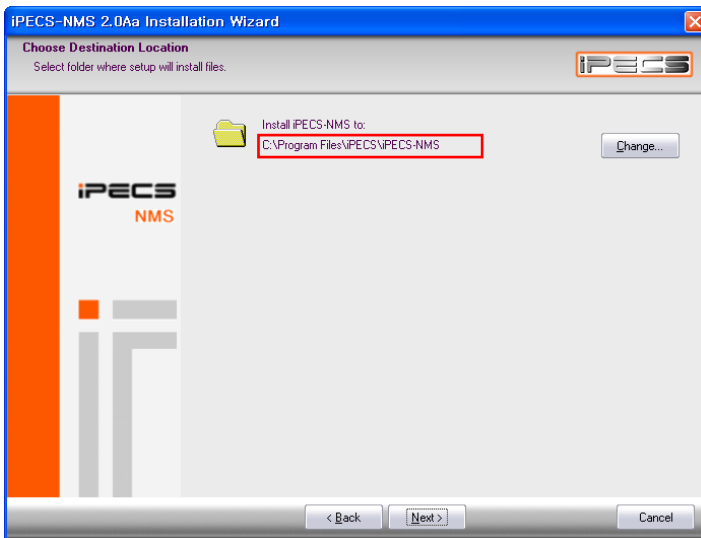 iPECS-NMS 2.0Aa Installation Wizard
Choose Destination Location
Select folder where setup will install files.
iPECS
Install iPECS-NMS to:
C:\Program Files\iPECS\iPECS-NMS
Change...
iPECS
NMS
< Back
Next >
Cancel